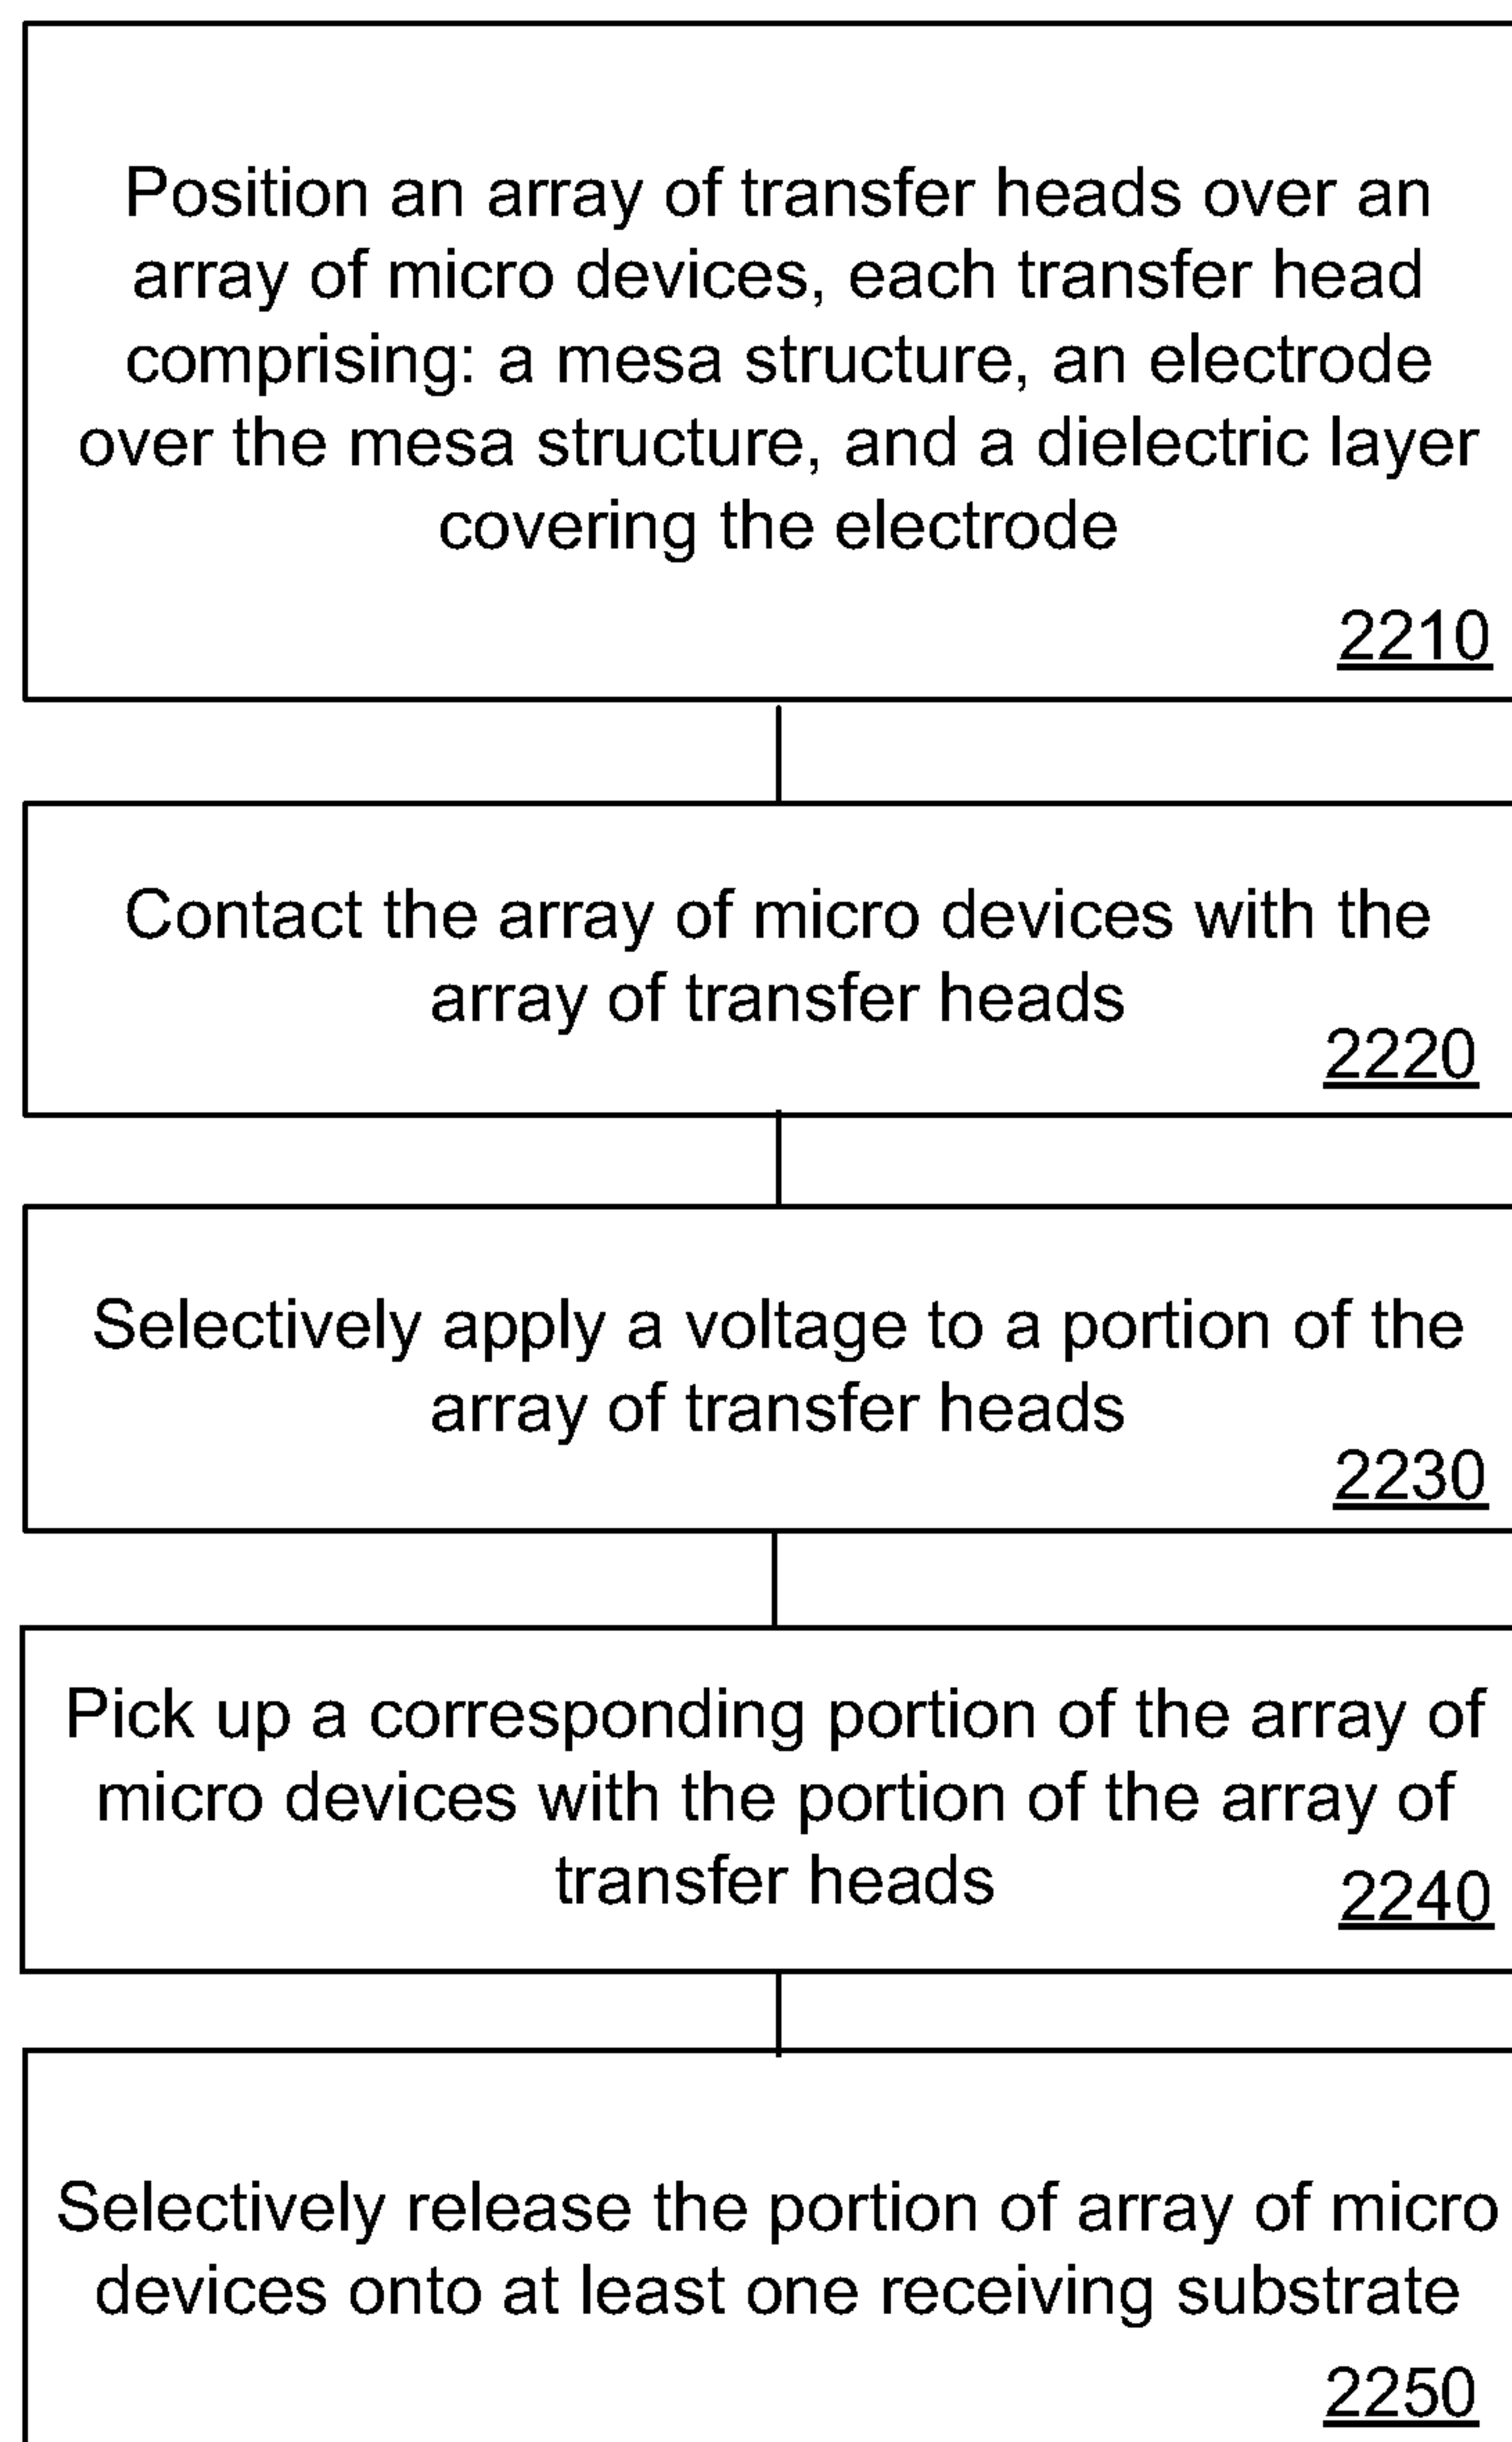 Position an array of transfer heads over an
array of micro devices, each transfer head
comprising: a mesa structure, an electrode
over the mesa structure, and a dielectric layer
covering the electrode
2210
Contact the array of micro devices with the
array of transfer heads
2220
Selectively apply a voltage to a portion of the
array of transfer heads
2230
Pick up a corresponding portion of the array of
micro devices with the portion of the array of
transfer heads
2240
Selectively release the portion of array of micro
devices onto at least one receiving substrate
2250